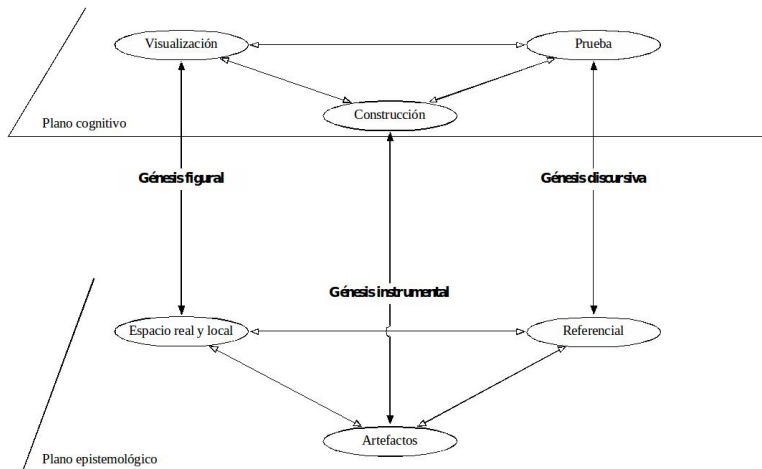 Visualización
Prueba
Construcción
Plano cognitivo
Génesis figural
Génesis discursiva
Génesis instrumental
Espacio real y local
Referencial
Artefactos
Plano epistemológico